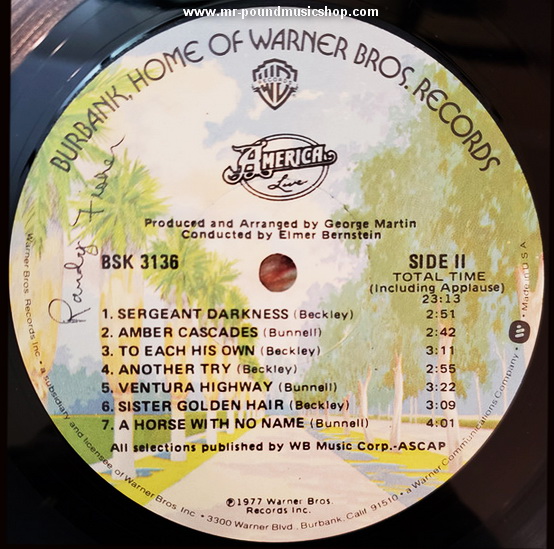 www.mr-poundmusicshop.com
BURBANK, HOME OF WARNER BROS. RECORDS
WB
RECORDS
AMERICA
Live
Randy Fisher
Produced and Arranged by George Martin
Conducted by Elmer Bernstein
BSK 3136
SIDE II
TOTAL TIME
(Including Applause)
23:13
1. SERGEANT DARKNESS (Beckley) 2:51
2. AMBER CASCADES (Bunnell) 2:42
3. TO EACH HIS OWN (Beckley) 3:11
4. ANOTHER TRY (Beckley) 2:55
5. VENTURA HIGHWAY (Bunnell) 3:22
6. SISTER GOLDEN HAIR (Beckley) 3:09
7. A HORSE WITH NO NAME (Bunnell) 4:01
All selections published by WB Music Corp.-ASCAP
℗1977 Warner Bros.
Records Inc.
Warner Bros. Records Inc. • a subsidiary and licensee of Warner Bros. Inc. • 3300 Warner Blvd., Burbank, Calif. 91510 • a Warner Communications Company. • Made in U.S.A.